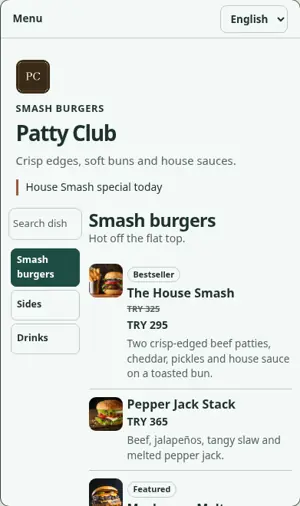 Menu
English
PC
SMASH BURGERS
Patty Club
Crisp edges, soft buns and house sauces.
House Smash special today
Search dish
Smash
burgers
Sides
Drinks
Smash burgers
Hot off the flat top.
Bestseller
The House Smash
TRY 325
TRY 295
Two crisp-edged beef patties,
cheddar, pickles and house sauce
on a toasted bun.
Pepper Jack Stack
TRY 365
Beef, jalapeños, tangy slaw and
melted pepper jack.
Featured